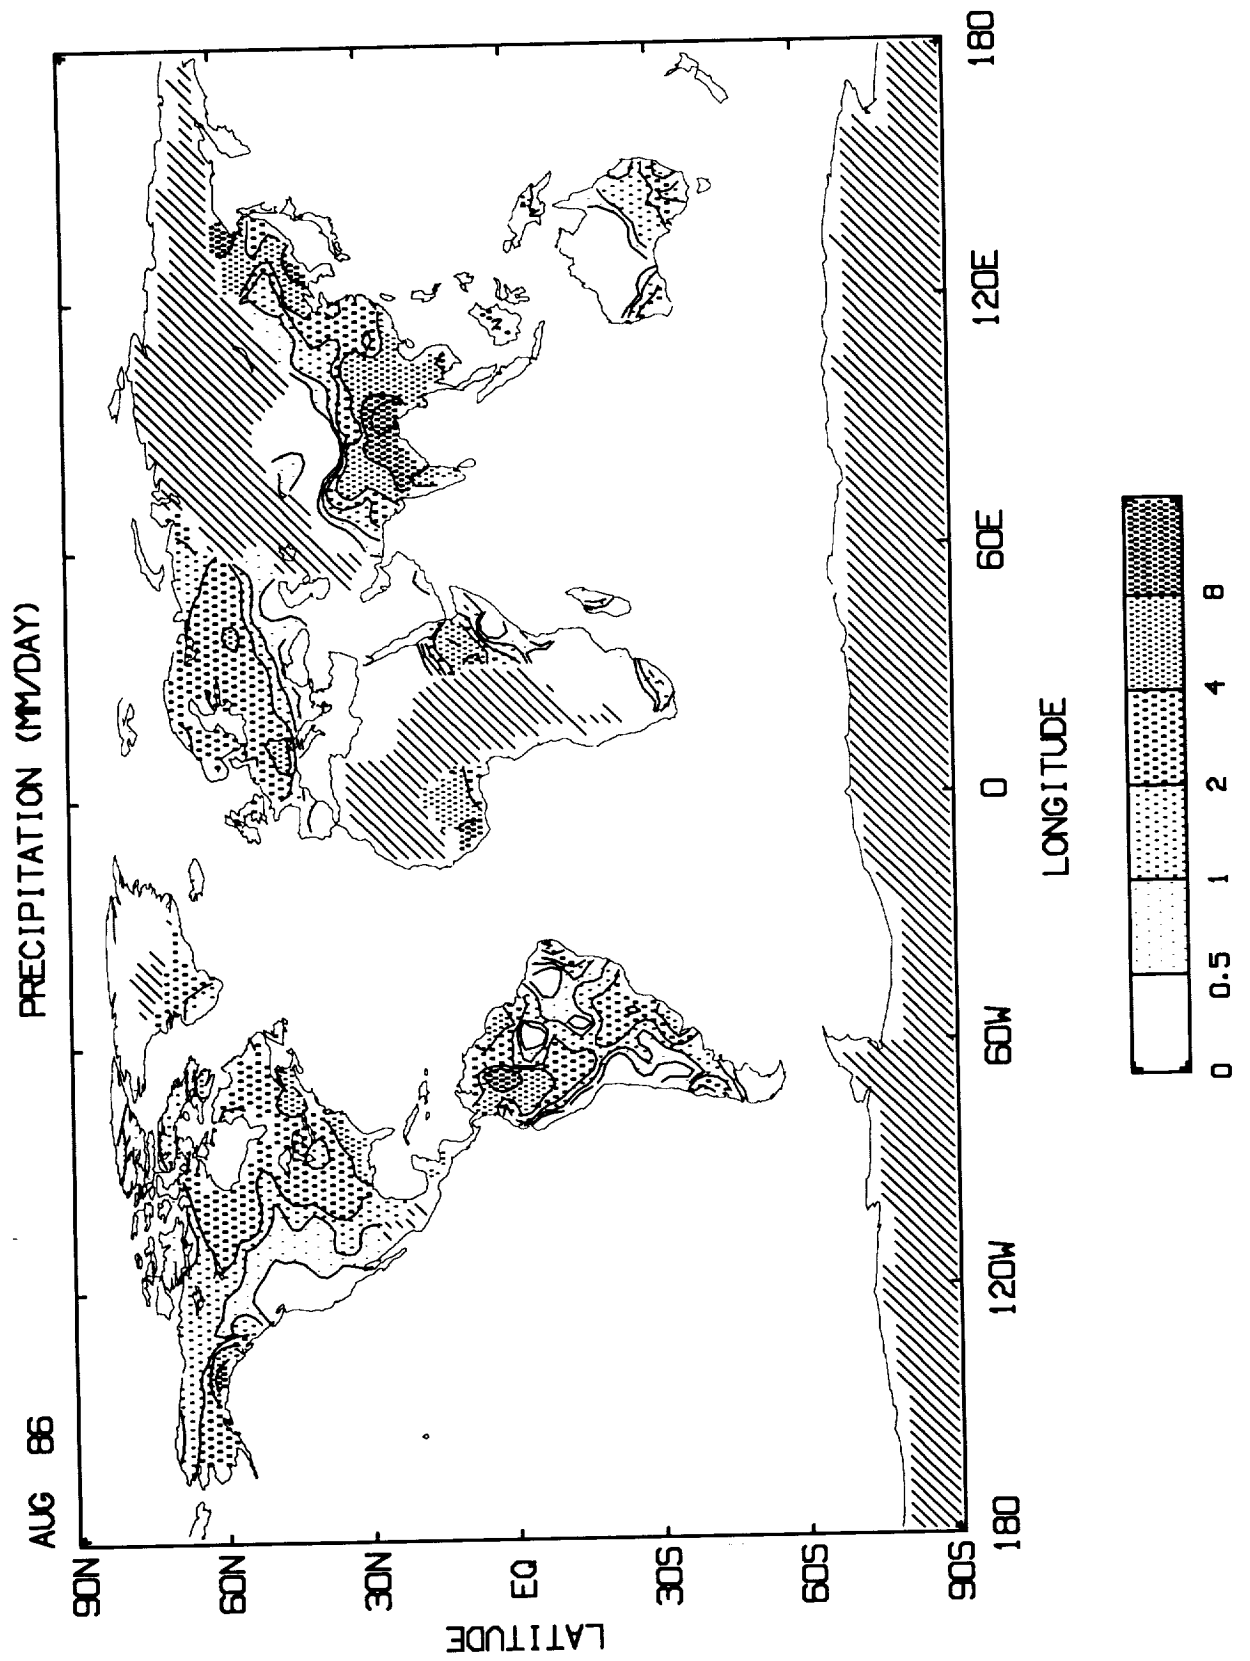 PRECIPITATION (MM/DAY)
AUG 86
90N
60N
30N
EQ
30S
60S
90S
LATITUDE
180 120W 60W 0 60E 120E 180
LONGITUDE
0 0.5 1 2 4 8